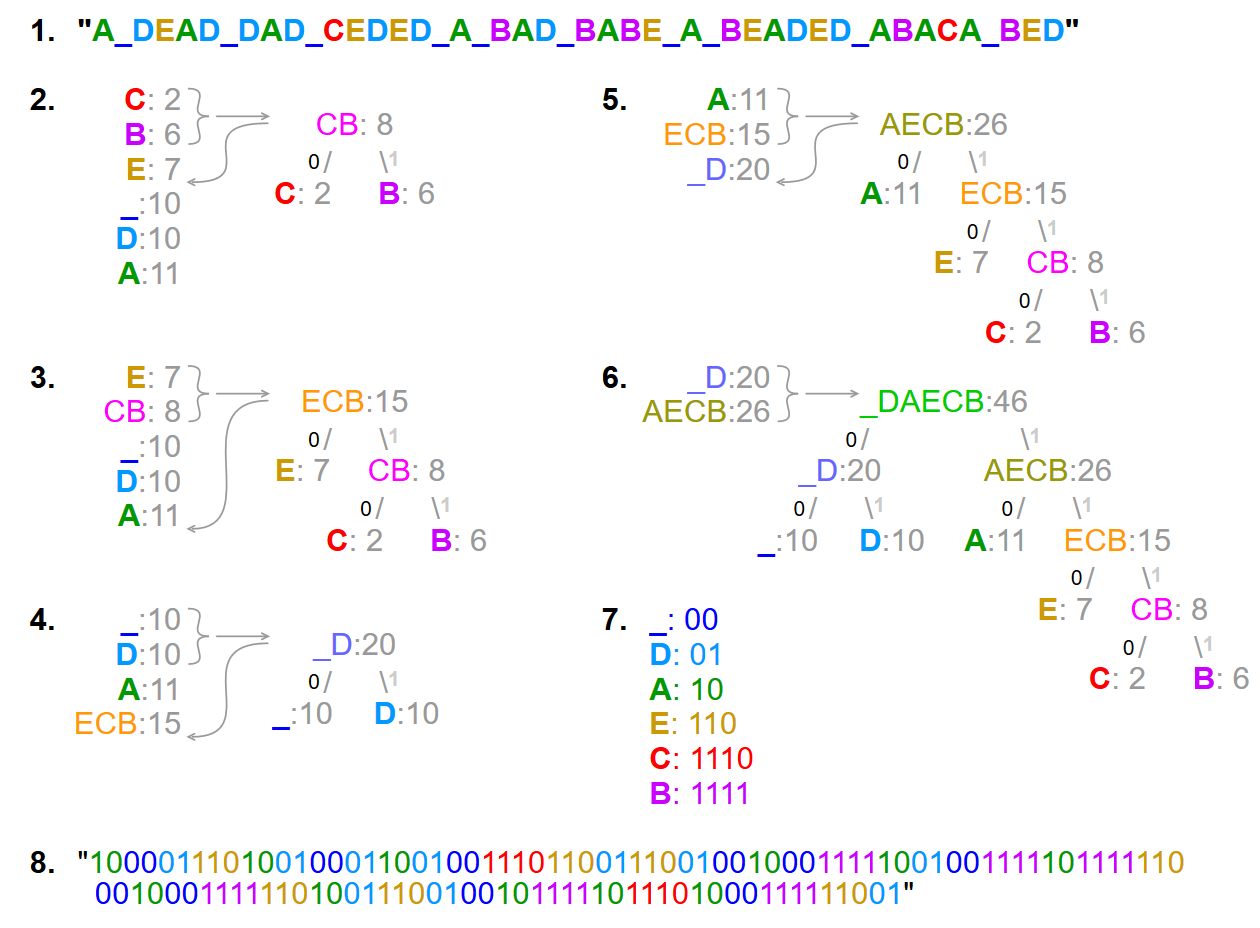 1. "A_DEAD_DAD_CEDED_A_BAD_BABE_A_BEADED_ABACA_BED"
2.
C: 2
B: 6
E: 7
_:10
D:10
A:11
CB: 8
0/ \1
C: 2 B: 6
3.
E: 7
CB: 8
_:10
D:10
A:11
ECB:15
0/ \1
E: 7 CB: 8
0/ \1
C: 2 B: 6
4.
_:10
D:10
A:11
ECB:15
_D:20
0/ \1
_:10 D:10
5.
A:11
ECB:15
_D:20
AECB:26
0/ \1
A:11 ECB:15
0/ \1
E: 7 CB: 8
0/ \1
C: 2 B: 6
6.
_D:20
AECB:26
_DAECB:46
0/ \1
_D:20 AECB:26
0/ \1 0/ \1
_:10 D:10 A:11 ECB:15
0/ \1
E: 7 CB: 8
0/ \1
C: 2 B: 6
7.
_: 00
D: 01
A: 10
E: 110
C: 1110
B: 1111
8. "100001110100100011001001110110011100100100011111001001111101111110
0010001111110100111001001011111011101000111111001"